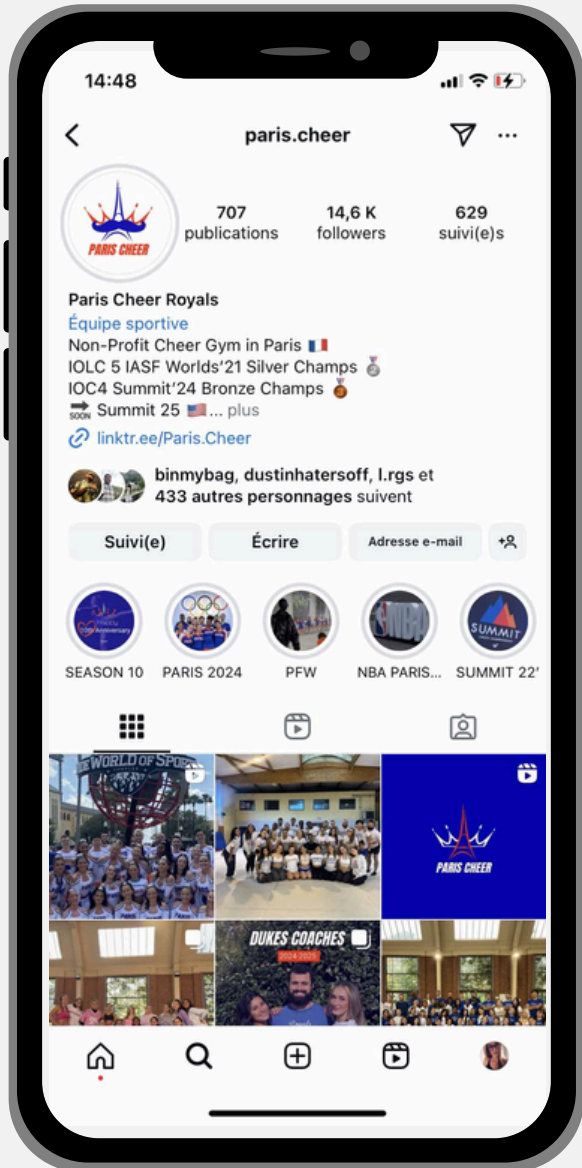 14:48
paris.cheer
PARIS CHEER
707
publications
14,6 K
followers
629
suivi(e)s
Paris Cheer Royals
Équipe sportive
Non-Profit Cheer Gym in Paris 🇫🇷
IOLC 5 IASF Worlds'21 Silver Champs 🥈
IOC4 Summit'24 Bronze Champs 🥉
🔜 Summit 25 🇺🇸... plus
linktr.ee/Paris.Cheer
binmybag, dustinhatersoff, l.rgs et
433 autres personnages suivent
Suivi(e)
Écrire
Adresse e-mail
SUMMIT
SEASON 10
PARIS 2024
PFW
NBA PARIS...
SUMMIT 22'
WORLD OF SPO
PARIS CHEER
DUKES COACHES
2024-2025